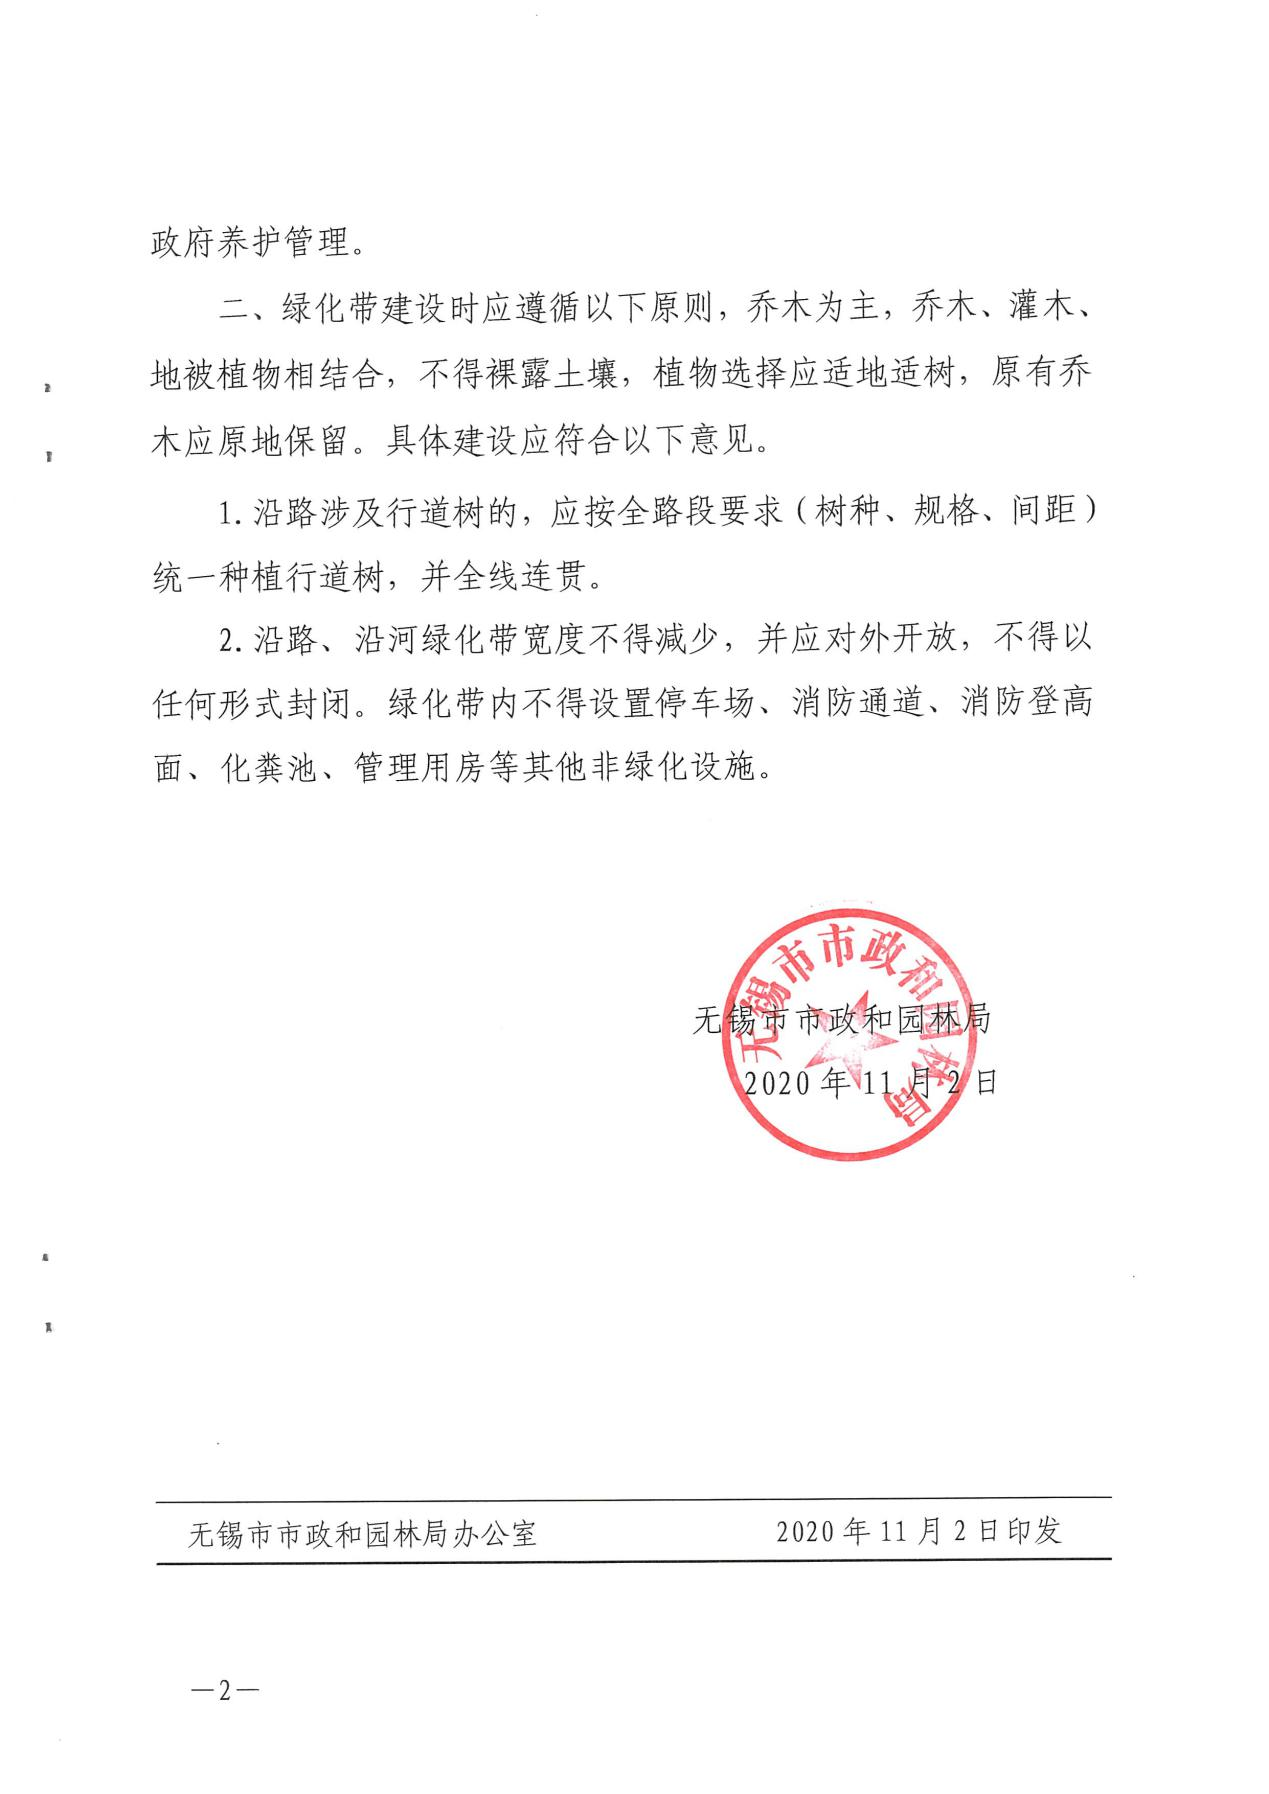 政府养护管理。
二、绿化带建设时应遵循以下原则，乔木为主，乔木、灌木、
地被植物相结合，不得裸露土壤，植物选择应适地适树，原有乔
木应原地保留。具体建设应符合以下意见。
1.沿路涉及行道树的，应按全路段要求（树种、规格、间距）
统一种植行道树，并全线连贯。
2.沿路、沿河绿化带宽度不得减少，并应对外开放，不得以
任何形式封闭。绿化带内不得设置停车场、消防通道、消防登高
面、化粪池、管理用房等其他非绿化设施。
无锡市市政和园林局
无锡市市政和园林局
2020年11月2日
无锡市市政和园林局办公室 2020年11月2日印发
—2—